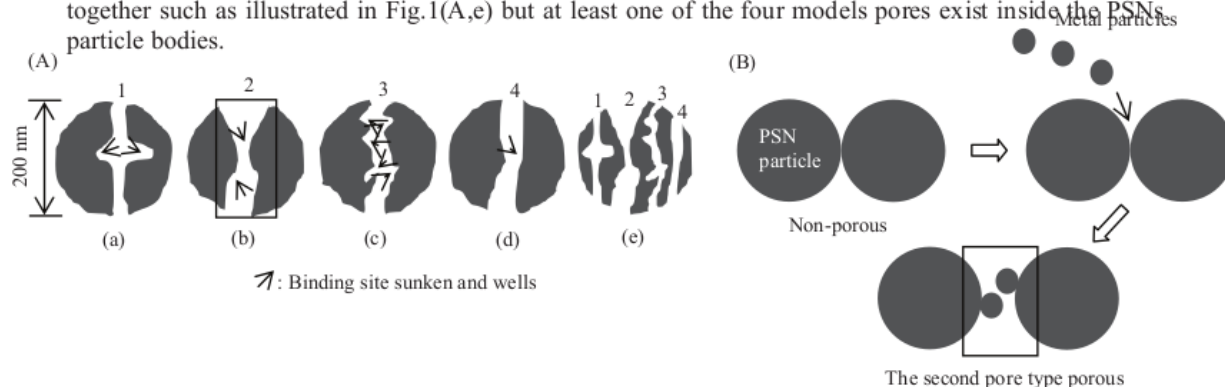 together such as illustrated in Fig.1(A,e) but at least one of the four models pores exist inside the PSNs
particle bodies.
Metal particles
(A)
(B)
1
2
3
4
1
2
3
4
200 nm
PSN
particle
Non-porous
(a)
(b)
(c)
(d)
(e)
: Binding site sunken and wells
The second pore type porous